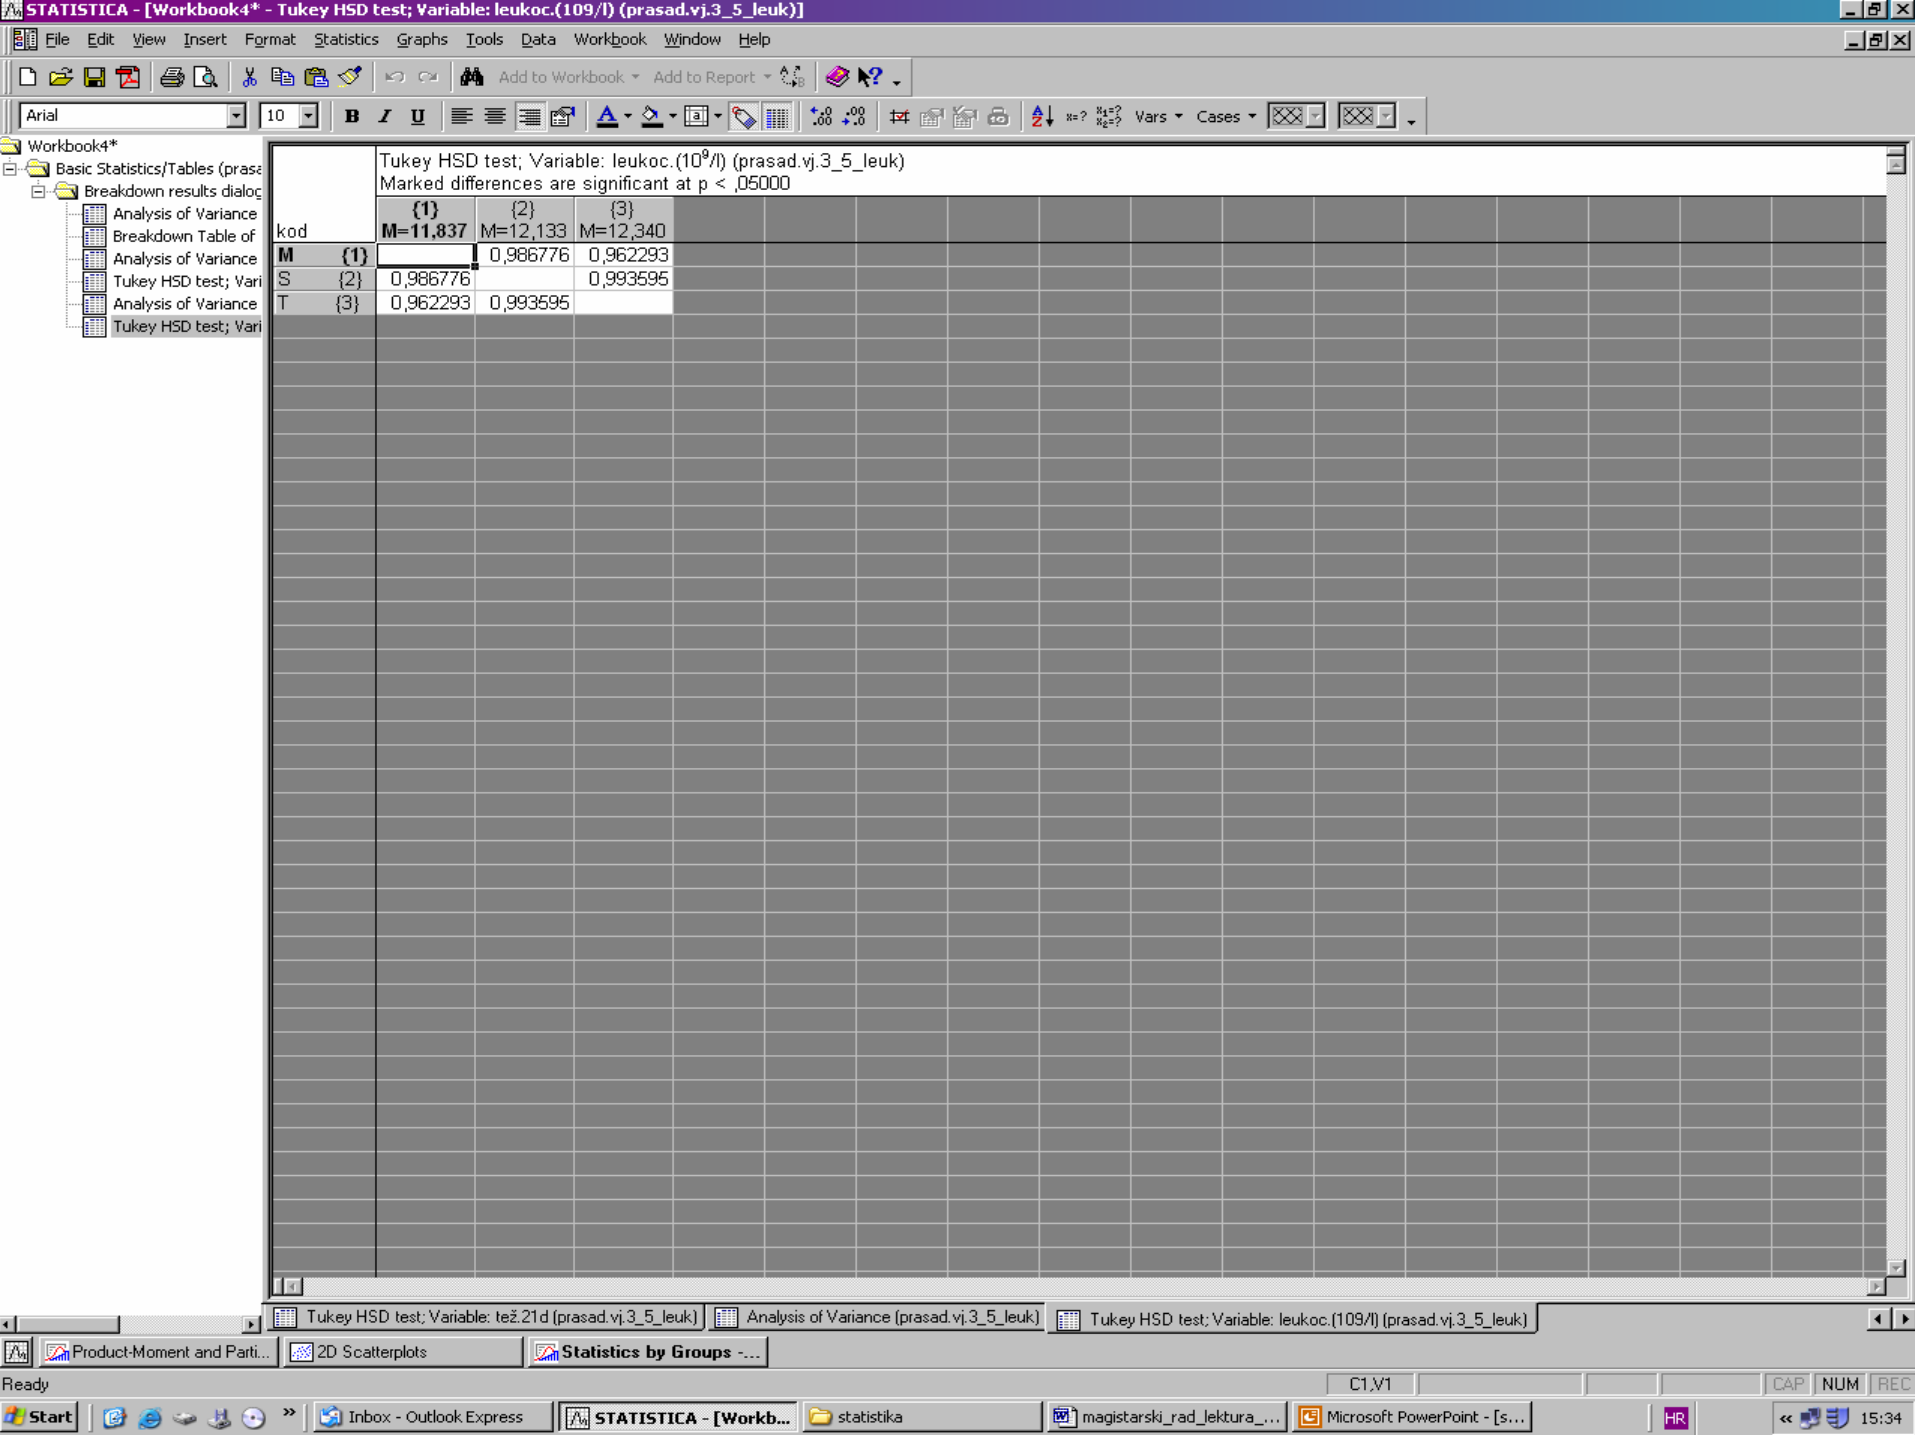 STATISTICA - [Workbook4* - Tukey HSD test; Variable: leukoc.(109/l) (prasad.vj.3_5_leuk)]
File Edit View Insert Format Statistics Graphs Tools Data Workbook Window Help
Add to Workbook Add to Report
Arial 10 B I U Vars Cases
Workbook4*
Basic Statistics/Tables (prasa
Breakdown results dialog
Analysis of Variance
Breakdown Table of
Analysis of Variance
Tukey HSD test; Vari
Analysis of Variance
Tukey HSD test; Vari
Tukey HSD test; Variable: leukoc.(10⁹/l) (prasad.vj.3_5_leuk)
Marked differences are significant at p < ,05000
{1} {2} {3}
kod M=11,837 M=12,133 M=12,340
M {1} 0,986776 0,962293
S {2} 0,986776 0,993595
T {3} 0,962293 0,993595
Tukey HSD test; Variable: tež.21d (prasad.vj.3_5_leuk) Analysis of Variance (prasad.vj.3_5_leuk) Tukey HSD test; Variable: leukoc.(109/l) (prasad.vj.3_5_leuk)
Product-Moment and Parti... 2D Scatterplots Statistics by Groups -...
Ready C1,V1 CAP NUM REC
Start » Inbox - Outlook Express STATISTICA - [Workb... statistika magistarski_rad_lektura_... Microsoft PowerPoint - [s... HR « 15:34